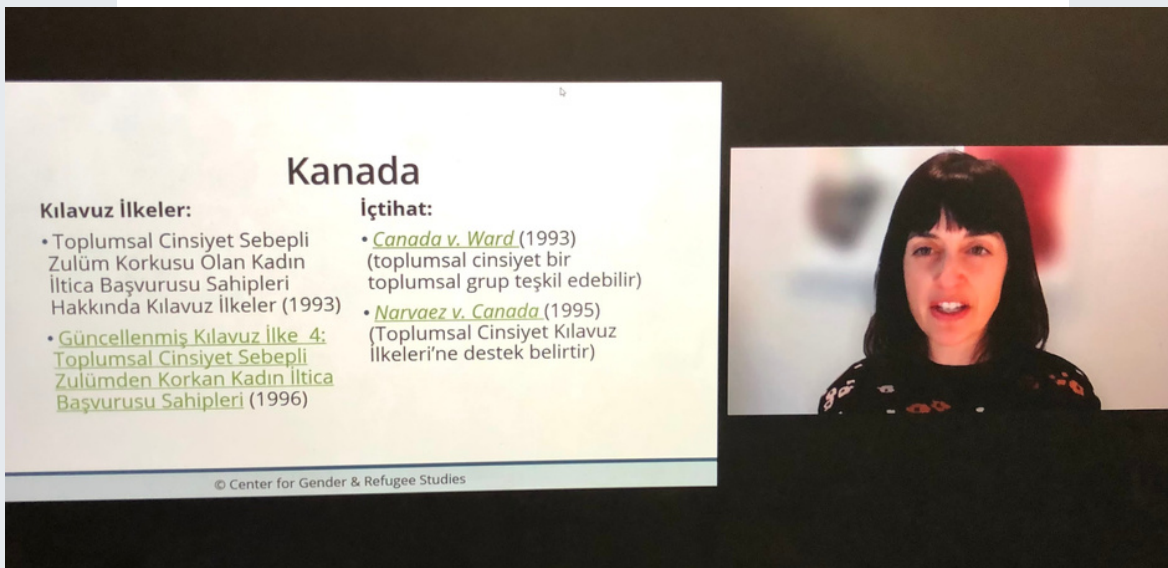 Kanada
Kılavuz İlkeler:
• Toplumsal Cinsiyet Sebepli
Zulüm Korkusu Olan Kadın
İltica Başvurusu Sahipleri
Hakkında Kılavuz İlkeler (1993)
• Güncellenmiş Kılavuz İlke 4:
Toplumsal Cinsiyet Sebepli
Zulümden Korkan Kadın İltica
Başvurusu Sahipleri (1996)
İçtihat:
• Canada v. Ward (1993)
(toplumsal cinsiyet bir
toplumsal grup teşkil edebilir)
• Narvaez v. Canada (1995)
(Toplumsal Cinsiyet Kılavuz
İlkeleri’ne destek belirtir)
© Center for Gender & Refugee Studies